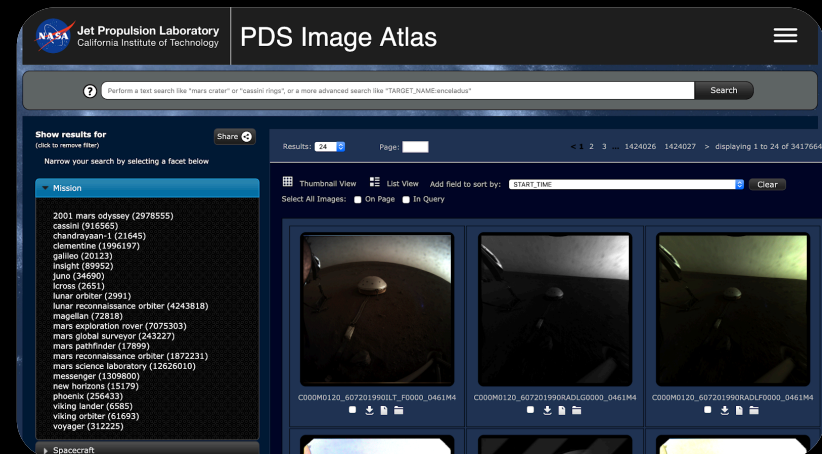 NASA
Jet Propulsion Laboratory
California Institute of Technology
PDS Image Atlas
? Perform a text search like "mars crater" or "cassini rings", or a more advanced search like "TARGET_NAME:enceladus" Search
Show results for
(click to remove filter)
Share
Narrow your search by selecting a facet below
Mission
2001 mars odyssey (2978555)
cassini (916565)
chandrayaan-1 (21645)
clementine (1996197)
galileo (20123)
insight (89952)
juno (34690)
lcross (2651)
lunar orbiter (2991)
lunar reconnaissance orbiter (4243818)
magellan (72818)
mars exploration rover (7075303)
mars global surveyor (243227)
mars pathfinder (17899)
mars reconnaissance orbiter (1872231)
mars science laboratory (12626010)
messenger (1309800)
new horizons (15179)
phoenix (256433)
viking lander (6585)
viking orbiter (61693)
voyager (312225)
Spacecraft
Results: 24 Page: < 1 2 3 ... 1424026 1424027 > displaying 1 to 24 of 3417664
Thumbnail View List View Add field to sort by: START_TIME Clear
Select All Images: On Page In Query
C000M0120_607201990ILT_F0000_0461M4
C000M0120_607201990RADLG0000_0461M4
C000M0120_607201990RADLF0000_0461M4